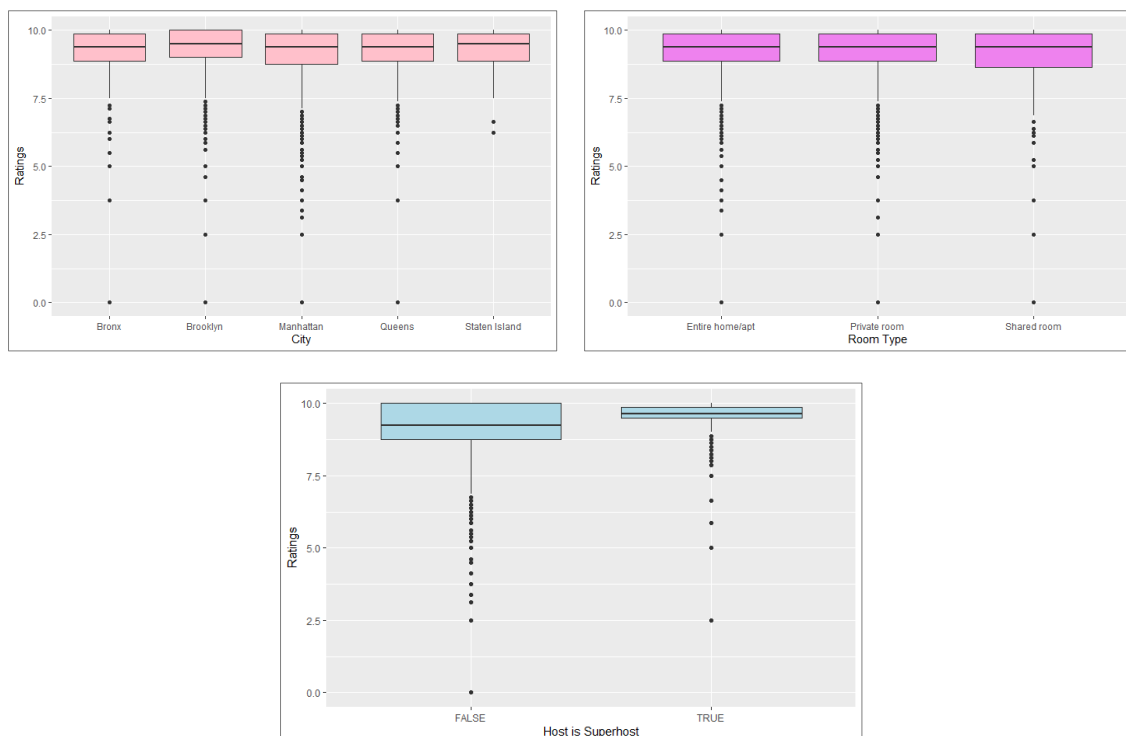 10.0
7.5
5.0
2.5
0.0
Ratings
Bronx Brooklyn Manhattan Queens Staten Island
City
10.0
7.5
5.0
2.5
0.0
Ratings
Entire home/apt Private room Shared room
Room Type
10.0
7.5
5.0
2.5
0.0
Ratings
FALSE TRUE
Host is Superhost